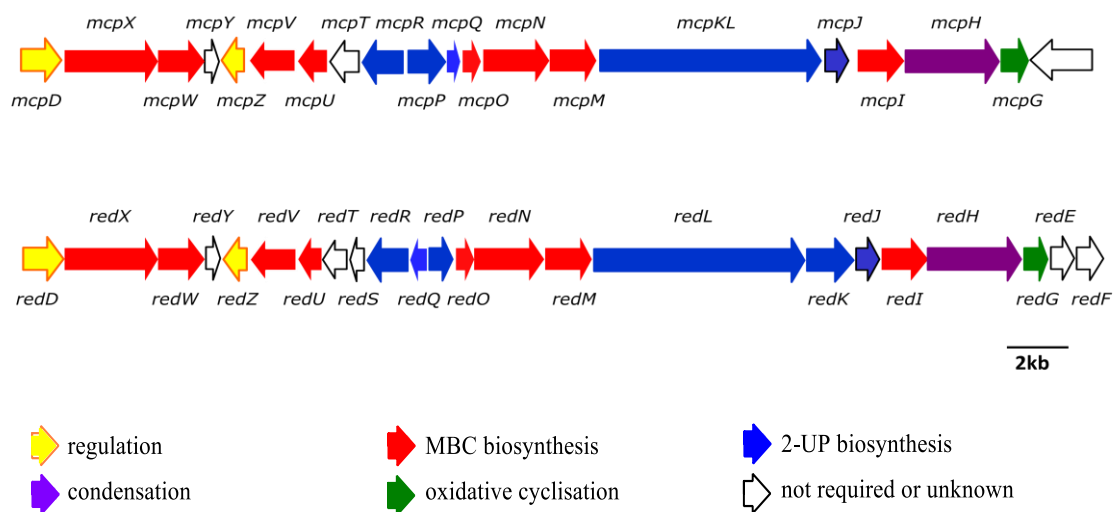 mcpX mcpY mcpV mcpT mcpR mcpQ mcpN mcpKL mcpJ mcpH
mcpD mcpW mcpZ mcpU mcpP mcpO mcpM mcpI mcpG
redX redY redV redT redR redP redN redL redJ redH redE
redD redW redZ redU redS redQ redO redM redK redI redG redF
2kb
regulation MBC biosynthesis 2-UP biosynthesis
condensation oxidative cyclisation not required or unknown